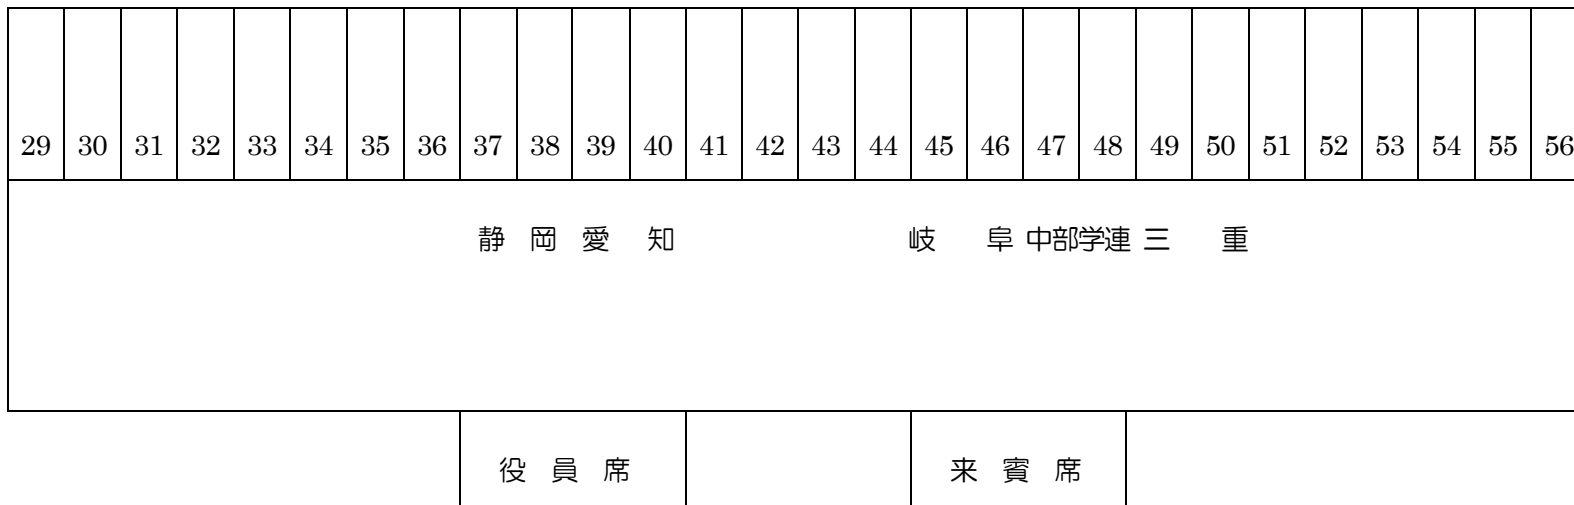 29 30 31 32 33 34 35 36 37 38 39 40 41 42 43 44 45 46 47 48 49 50 51 52 53 54 55 56
静 岡 愛 知 岐 阜 中部学連 三 重
役 員 席 来 賓 席